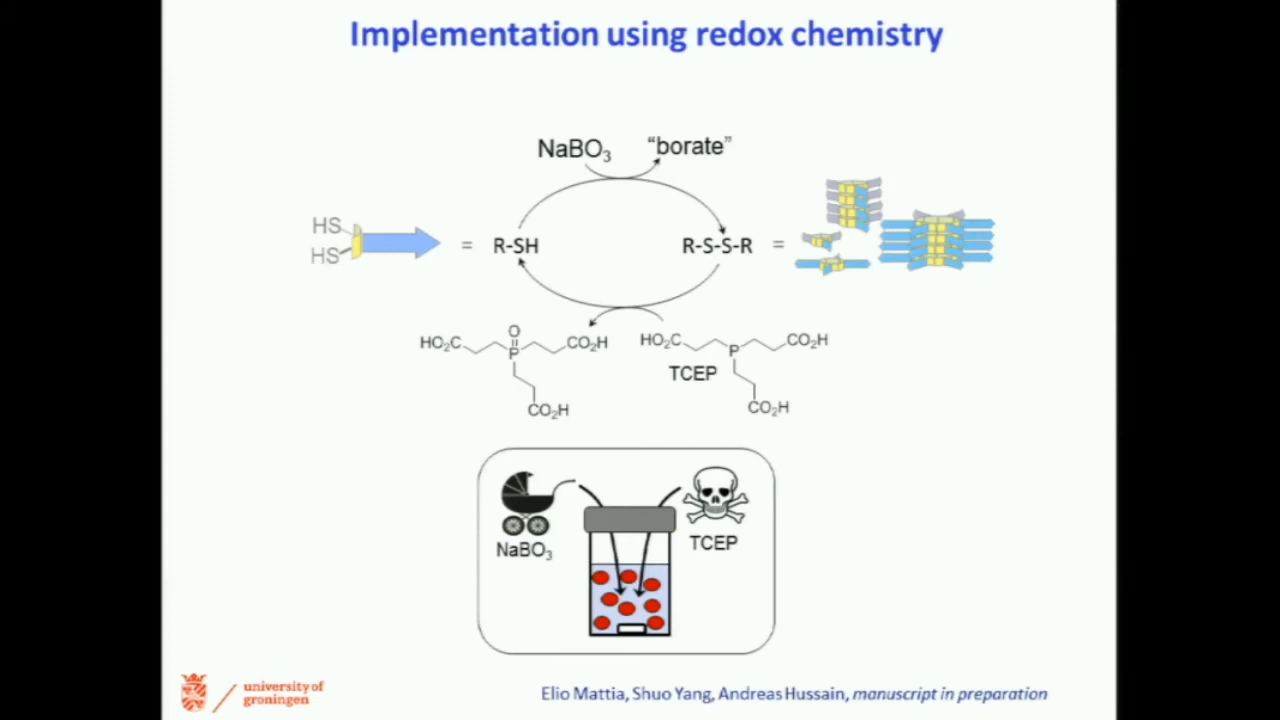 Implementation using redox chemistry
NaBO₃ “borate”
HS
HS
= R-SH
R-S-S-R =
HO₂C O P CO₂H
CO₂H
HO₂C P CO₂H
TCEP
CO₂H
NaBO₃
TCEP
university of
groningen
Elio Mattia, Shuo Yang, Andreas Hussain, manuscript in preparation